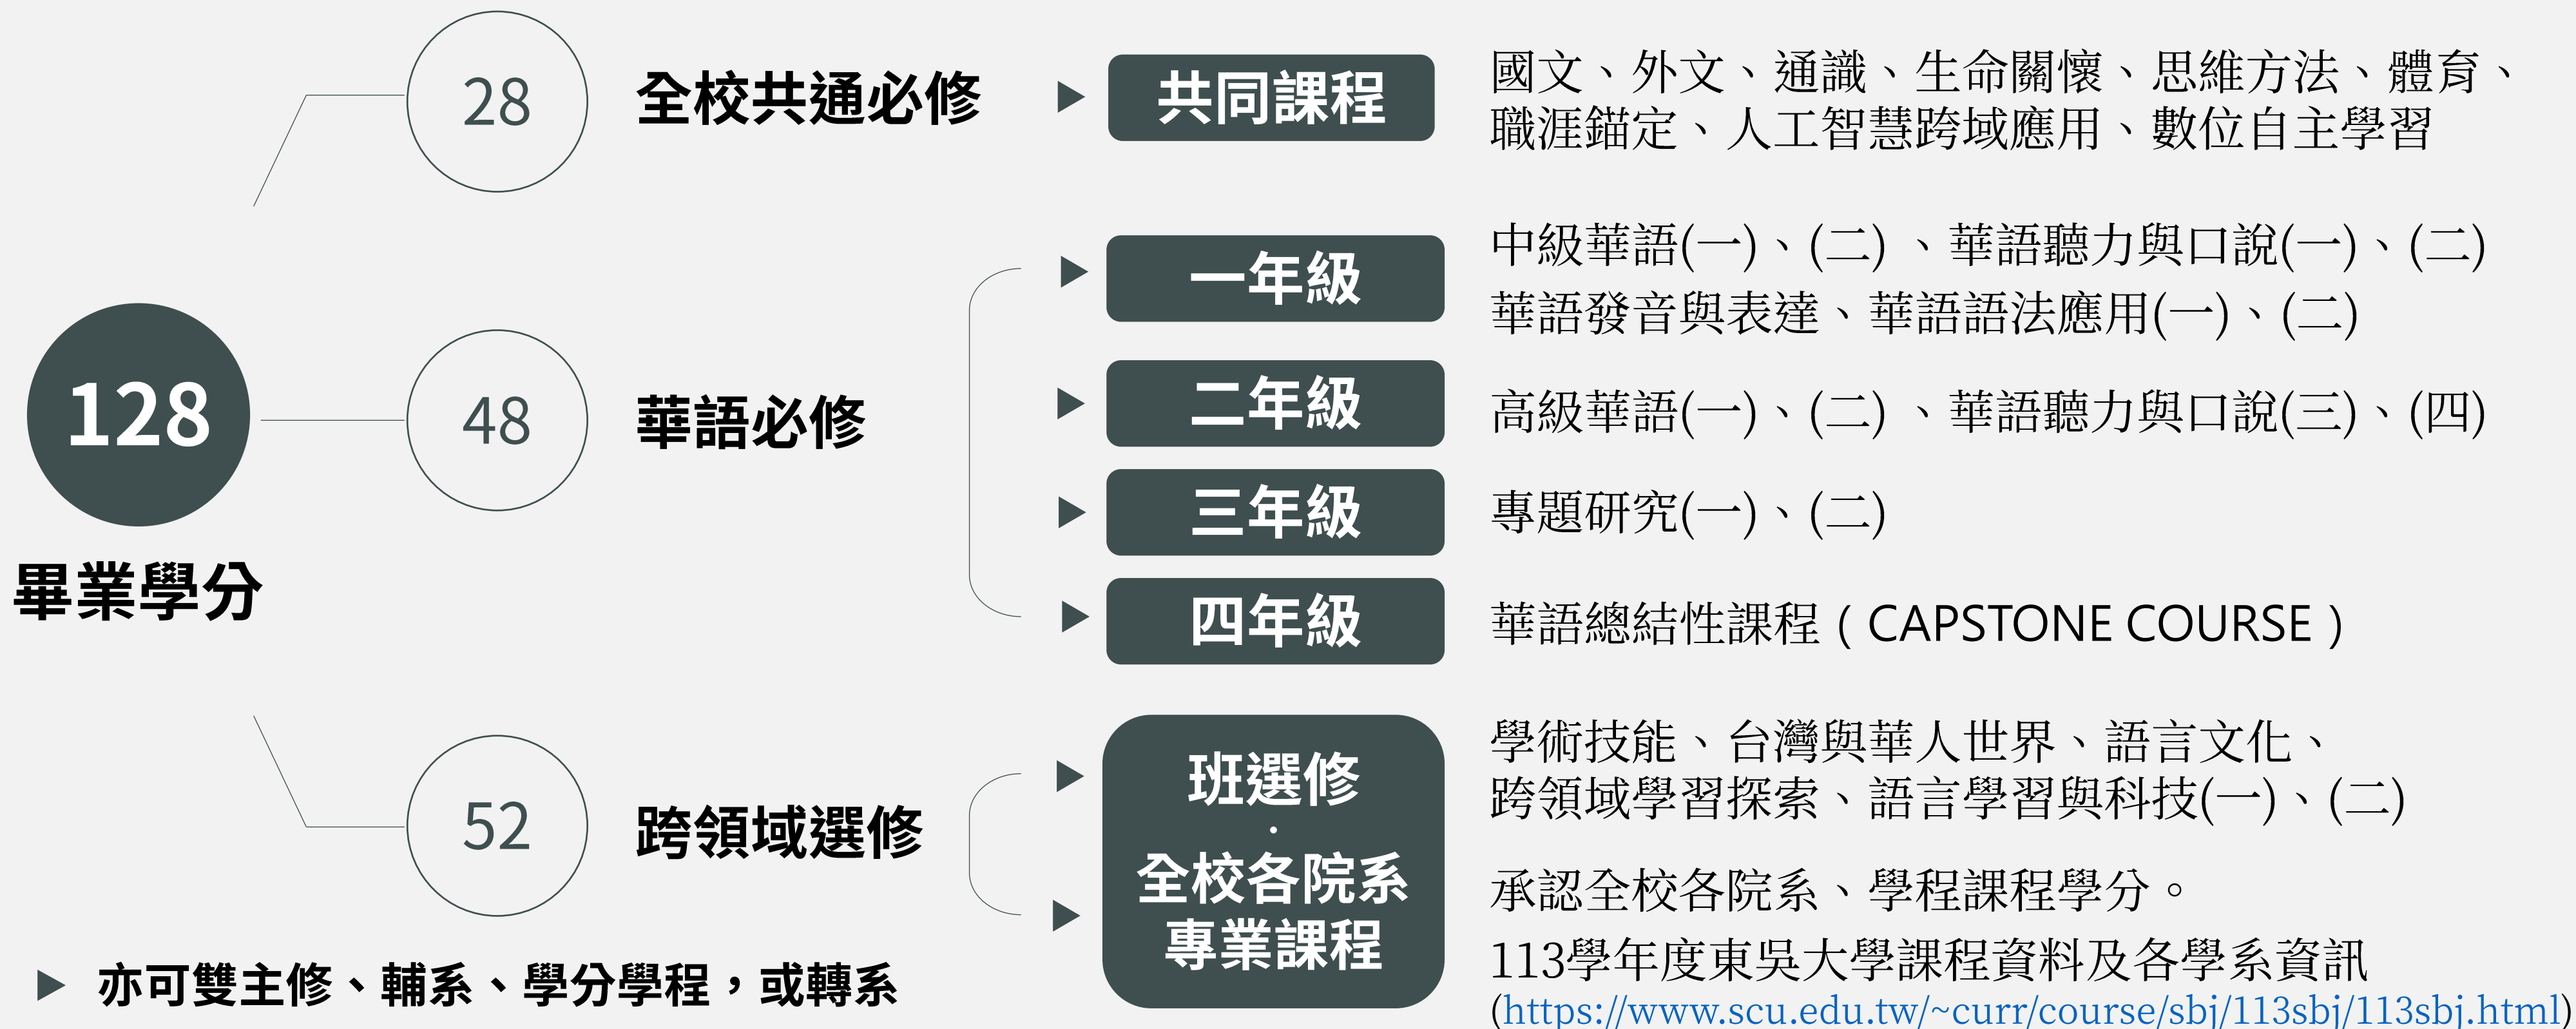 28
全校共通必修
共同課程
國文、外文、通識、生命關懷、思維方法、體育、
職涯錨定、人工智慧跨域應用、數位自主學習
128
畢業學分
48
華語必修
一年級
中級華語(一)、(二) 、華語聽力與口說(一)、(二)
華語發音與表達、華語語法應用(一)、(二)
二年級
高級華語(一)、(二) 、華語聽力與口說(三)、(四)
三年級
專題研究(一)、(二)
四年級
華語總結性課程（CAPSTONE COURSE）
52
跨領域選修
班選修
·
全校各院系
專業課程
學術技能、台灣與華人世界、語言文化、
跨領域學習探索、語言學習與科技(一)、(二)
承認全校各院系、學程課程學分。
113學年度東吳大學課程資料及各學系資訊
(https://www.scu.edu.tw/~curr/course/sbj/113sbj/113sbj.html)
亦可雙主修、輔系、學分學程，或轉系